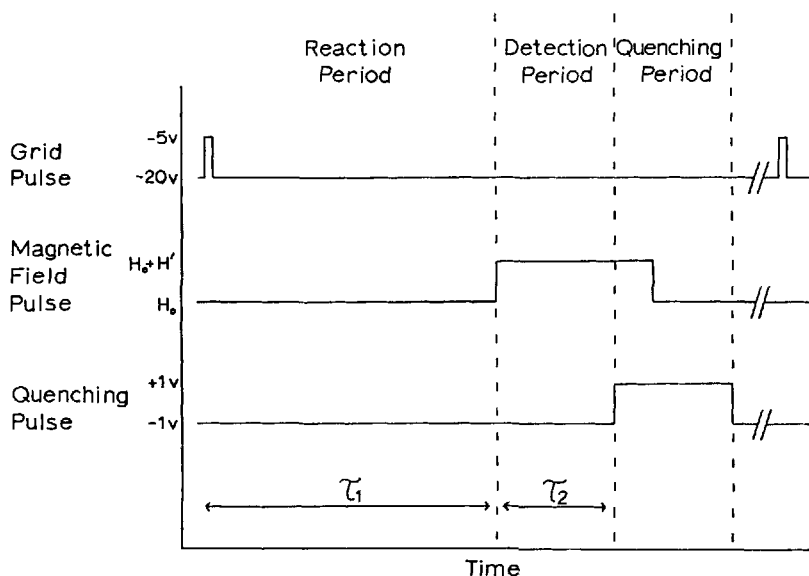 Reaction
Period
Detection
Period
Quenching
Period
Grid
Pulse
-5v
~20v
Magnetic
Field
Pulse
H₀+H′
H₀
Quenching
Pulse
+1v
-1v
τ₁
τ₂
Time